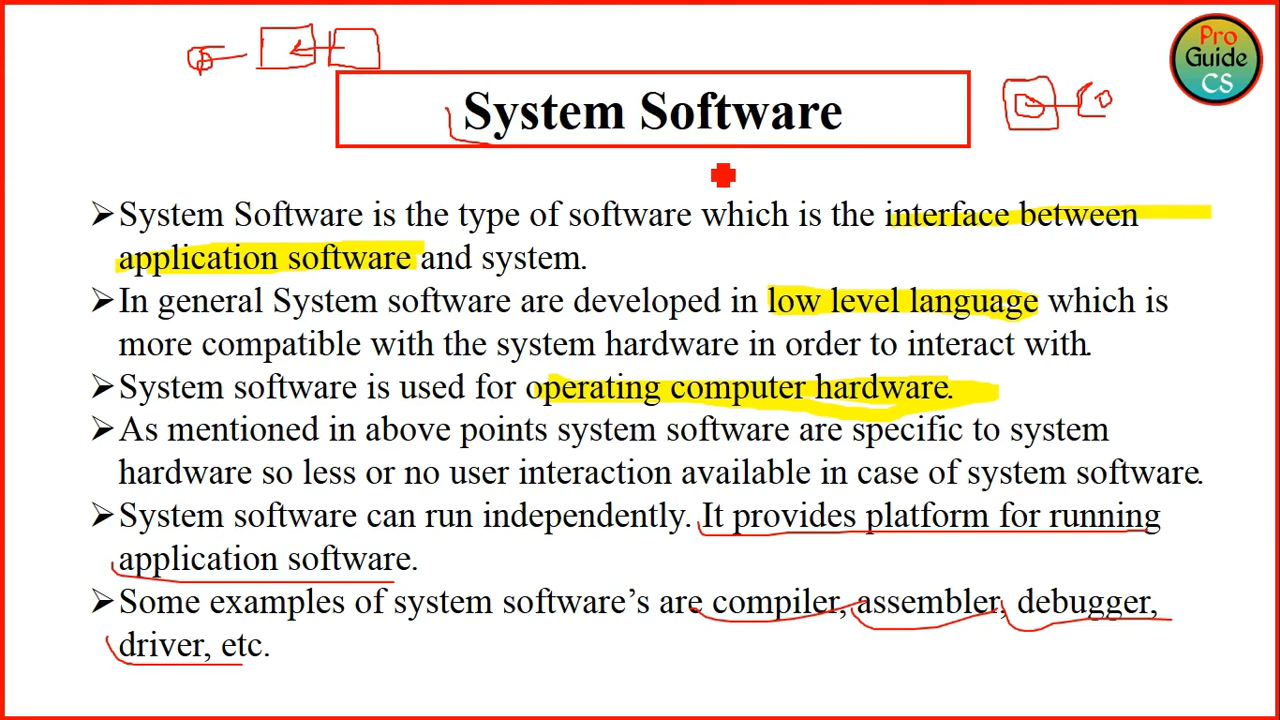 Pro
Guide
CS
System Software
➢System Software is the type of software which is the interface between
application software and system.
➢In general System software are developed in low level language which is
more compatible with the system hardware in order to interact with.
➢System software is used for operating computer hardware.
➢As mentioned in above points system software are specific to system
hardware so less or no user interaction available in case of system software.
➢System software can run independently. It provides platform for running
application software.
➢Some examples of system software’s are compiler, assembler, debugger,
driver, etc.